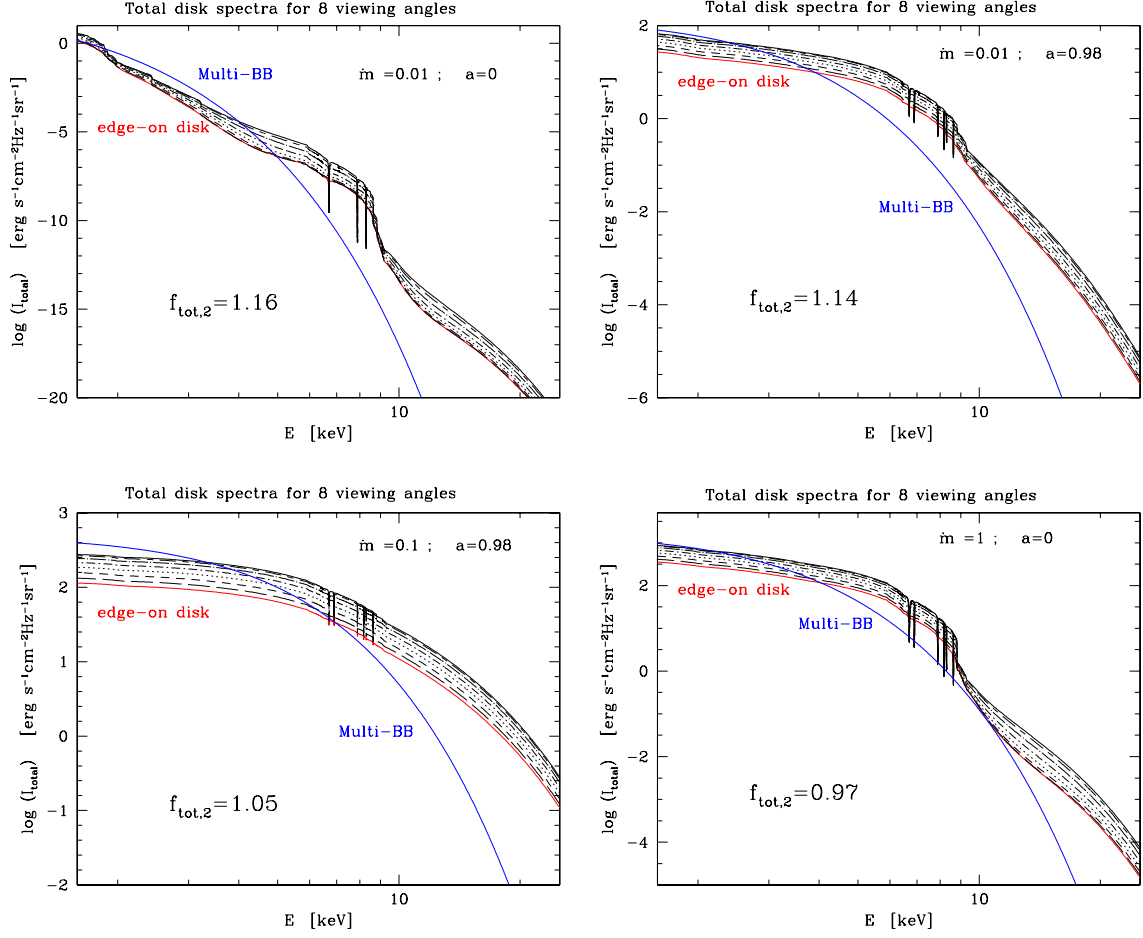 Total disk spectra for 8 viewing angles
0
−5
−10
−15
−20
log (I_total) [erg s⁻¹cm⁻²Hz⁻¹sr⁻¹]
Multi−BB
ṁ =0.01 ; a=0
edge−on disk
f_tot,2=1.16
10
E [keV]
Total disk spectra for 8 viewing angles
2
0
−2
−4
−6
log (I_total) [erg s⁻¹cm⁻²Hz⁻¹sr⁻¹]
ṁ =0.01 ; a=0.98
edge−on disk
Multi−BB
f_tot,2=1.14
10
E [keV]
Total disk spectra for 8 viewing angles
3
2
1
0
−1
−2
log (I_total) [erg s⁻¹cm⁻²Hz⁻¹sr⁻¹]
ṁ =0.1 ; a=0.98
edge−on disk
Multi−BB
f_tot,2=1.05
10
E [keV]
Total disk spectra for 8 viewing angles
2
0
−2
−4
log (I_total) [erg s⁻¹cm⁻²Hz⁻¹sr⁻¹]
ṁ =1 ; a=0
edge−on disk
Multi−BB
f_tot,2=0.97
10
E [keV]